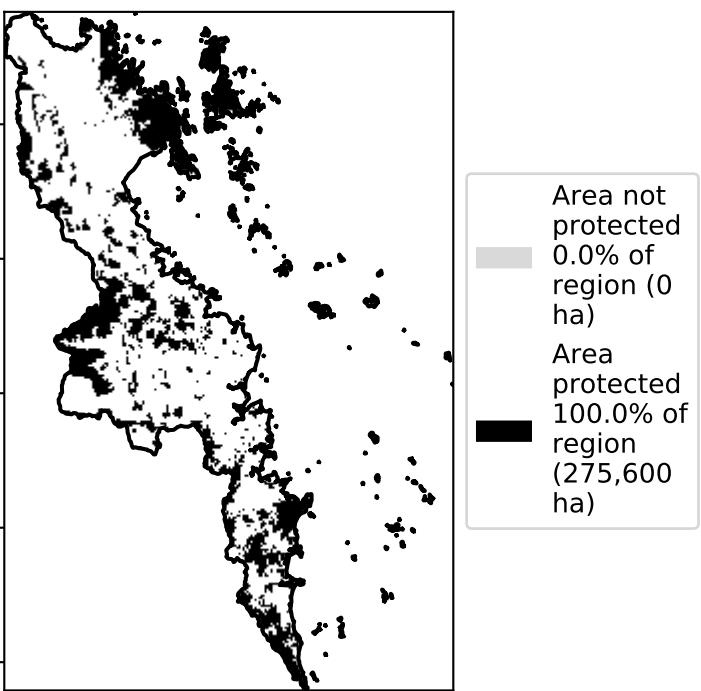 Area not
protected
0.0% of
region (0
ha)
Area
protected
100.0% of
region
(275,600
ha)